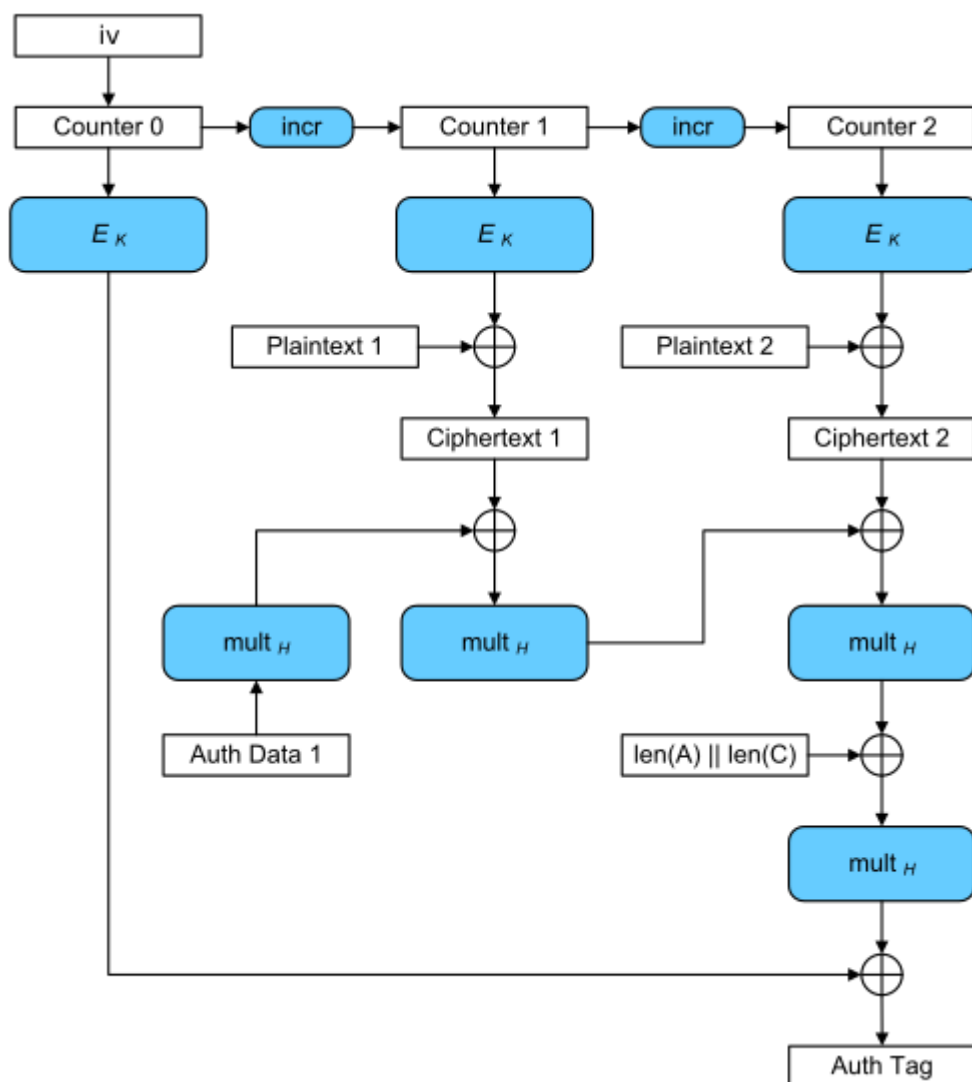 iv
Counter 0
incr
Counter 1
incr
Counter 2
E K
E K
E K
Plaintext 1
Plaintext 2
Ciphertext 1
Ciphertext 2
mult H
mult H
mult H
Auth Data 1
len(A) || len(C)
mult H
Auth Tag